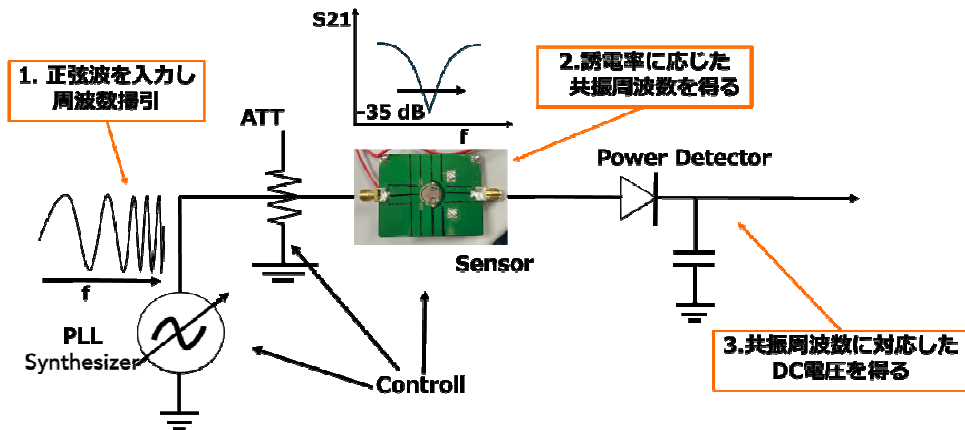 S21
-35 dB
f
1. 正弦波を入力し
周波数掃引
2.誘電率に応じた
共振周波数を得る
ATT
Power Detector
Sensor
f
PLL
Synthesizer
Controll
3.共振周波数に対応した
DC電圧を得る